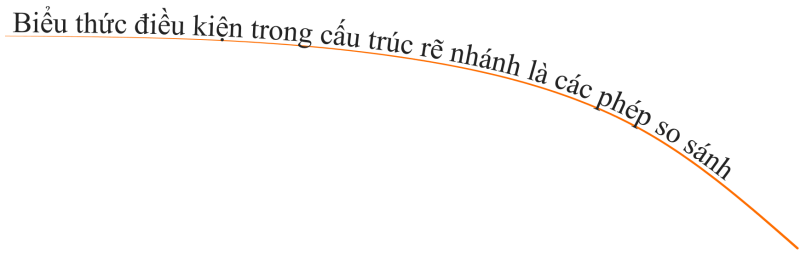 Biểu thức điều kiện trong cấu trúc rẽ nhánh là các phép so sánh